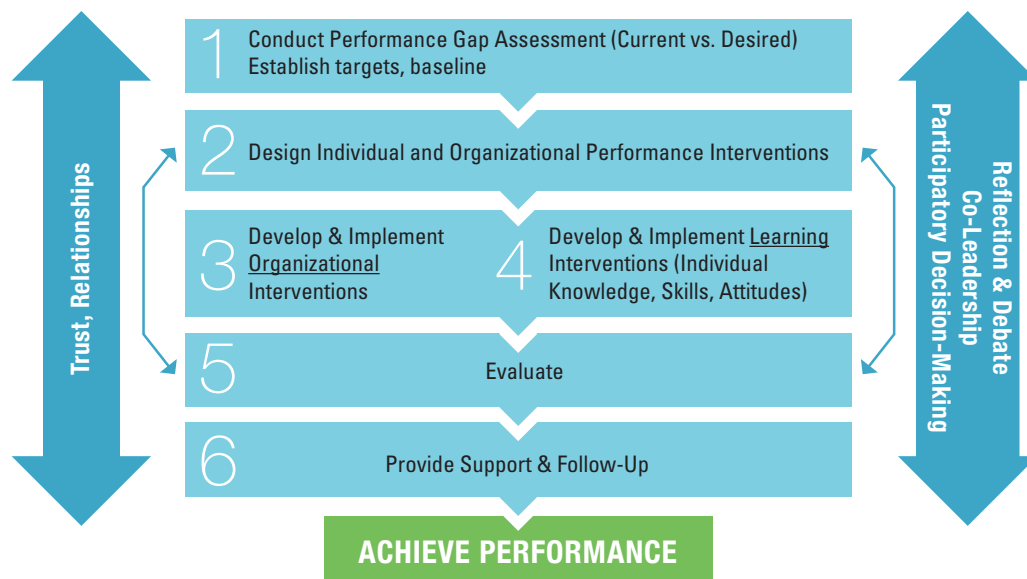 1
Conduct Performance Gap Assessment (Current vs. Desired)
Establish targets, baseline
2
Design Individual and Organizational Performance Interventions
3
Develop & Implement
Organizational
Interventions
4
Develop & Implement Learning
Interventions (Individual
Knowledge, Skills, Attitudes)
5
Evaluate
6
Provide Support & Follow-Up
ACHIEVE PERFORMANCE
Trust, Relationships
Reflection & Debate
Co-Leadership
Participatory Decision-Making